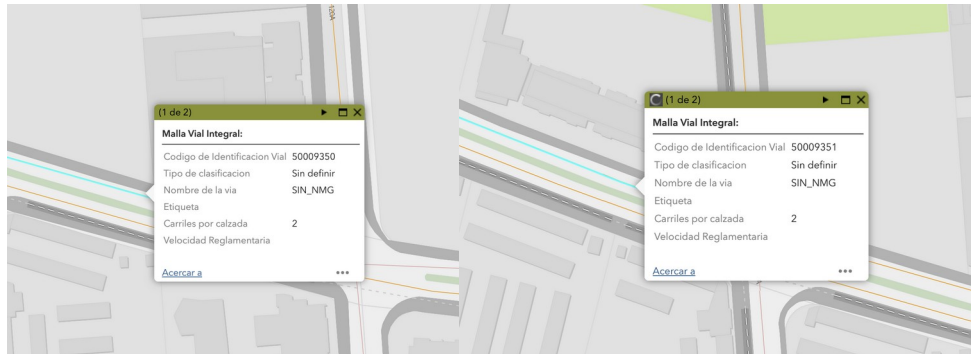 120A
(1 de 2)
Malla Vial Integral:
Codigo de Identificacion Vial 50009350
Tipo de clasificacion Sin definir
Nombre de la via SIN_NMG
Etiqueta
Carriles por calzada 2
Velocidad Reglamentaria
Acercar a
(1 de 2)
Malla Vial Integral:
Codigo de Identificacion Vial 50009351
Tipo de clasificacion Sin definir
Nombre de la via SIN_NMG
Etiqueta
Carriles por calzada 2
Velocidad Reglamentaria
Acercar a